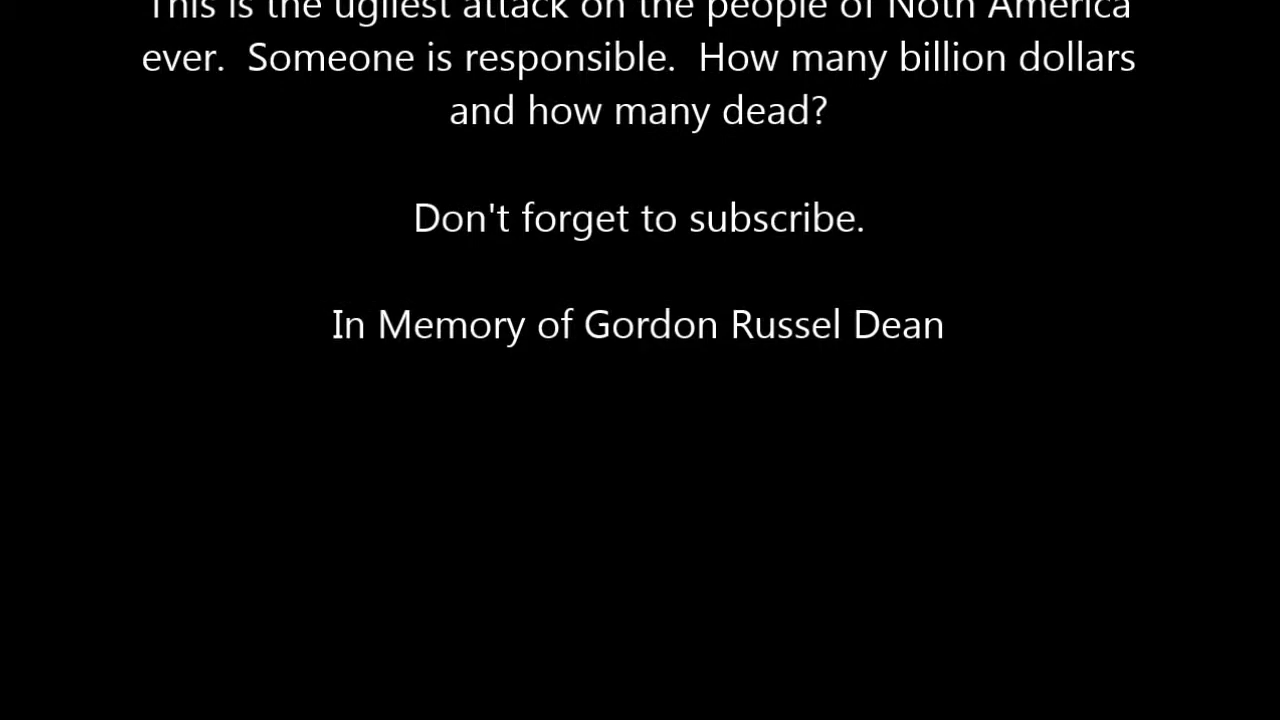 This is the ugliest attack on the people of Noth America
ever.  Someone is responsible.  How many billion dollars
and how many dead?
Don't forget to subscribe.
In Memory of Gordon Russel Dean